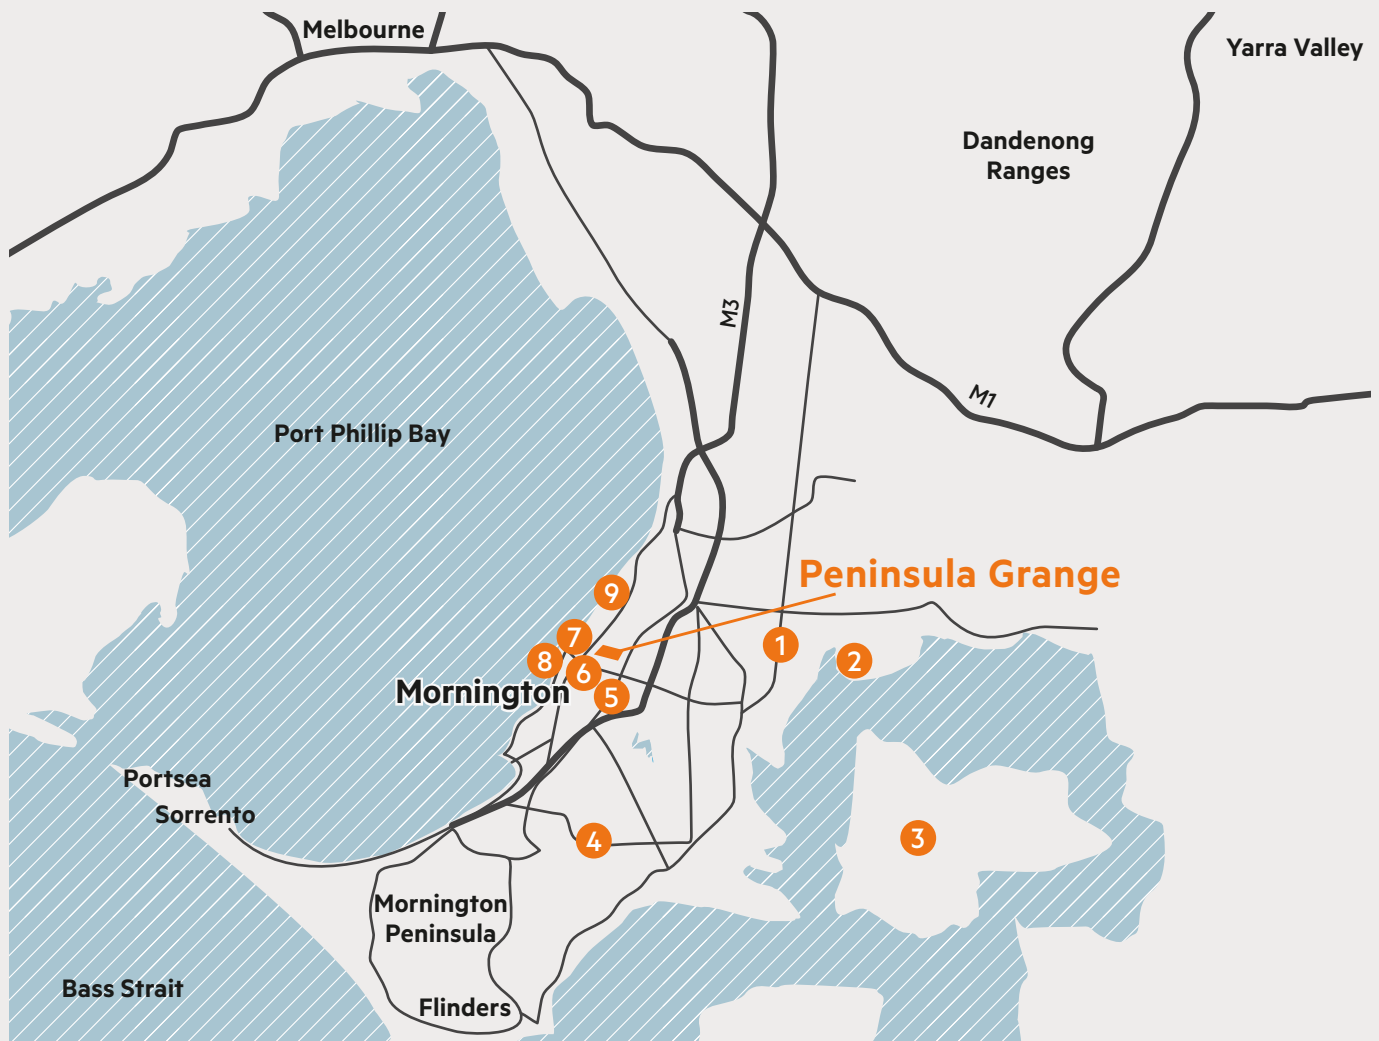 Melbourne
Yarra Valley
Dandenong
Ranges
M3
M1
Port Phillip Bay
Peninsula Grange
9
7
1
8
2
6
Mornington
5
Portsea
Sorrento
3
4
Mornington
Peninsula
Bass Strait
Flinders